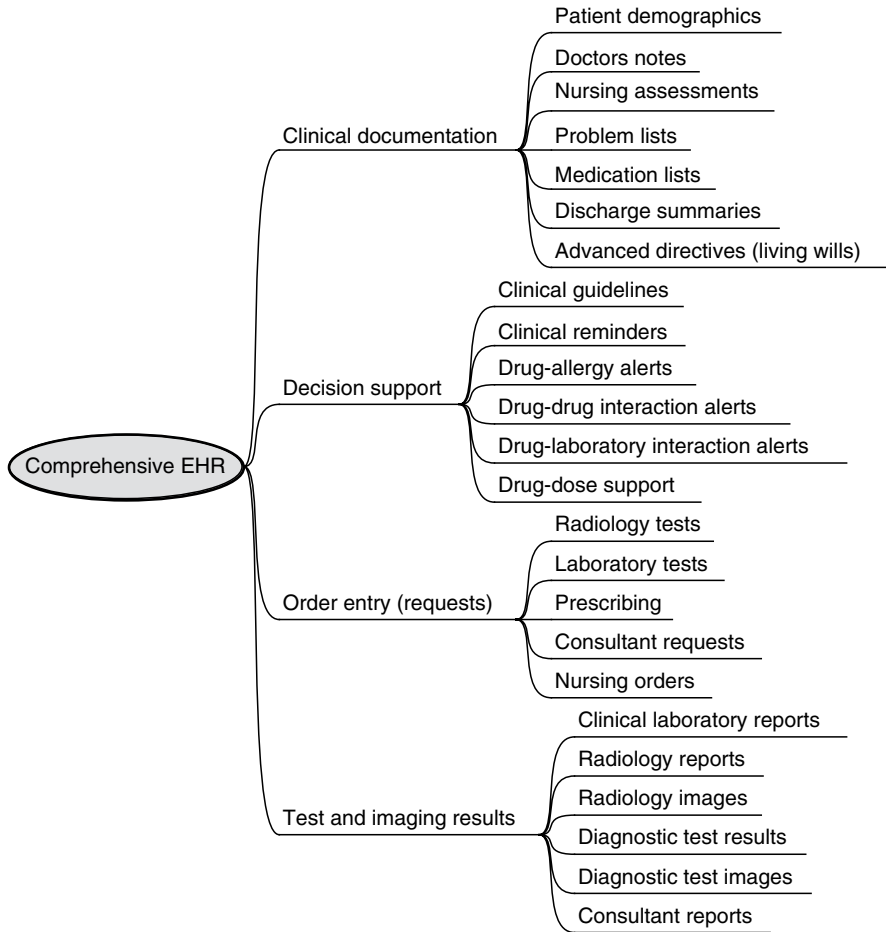 Patient demographics
Doctors notes
Nursing assessments
Clinical documentation
Problem lists
Medication lists
Discharge summaries
Advanced directives (living wills)
Clinical guidelines
Clinical reminders
Drug-allergy alerts
Decision support
Drug-drug interaction alerts
Drug-laboratory interaction alerts
Comprehensive EHR
Drug-dose support
Radiology tests
Laboratory tests
Order entry (requests)
Prescribing
Consultant requests
Nursing orders
Clinical laboratory reports
Radiology reports
Radiology images
Test and imaging results
Diagnostic test results
Diagnostic test images
Consultant reports